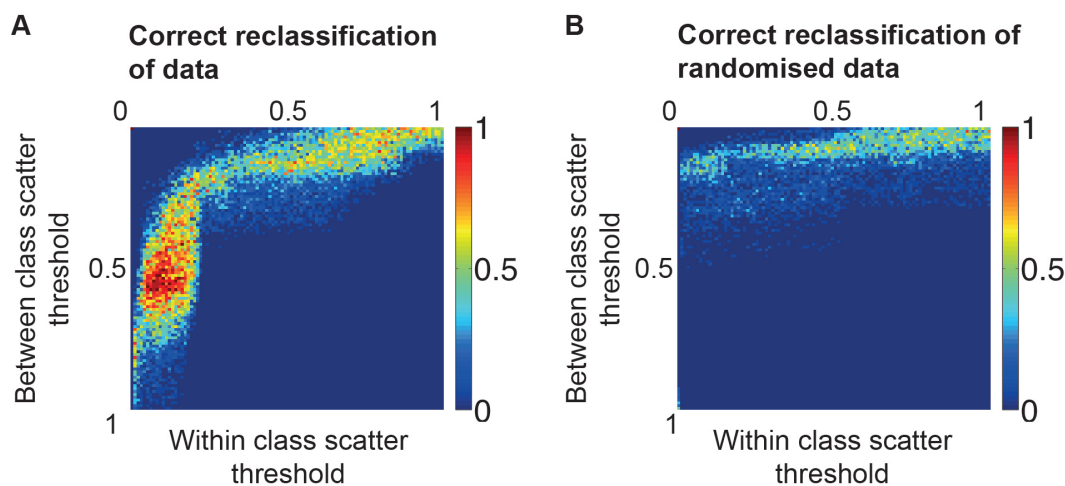 A
Correct reclassification
of data
0
0.5
1
Between class scatter
threshold
0.5
1
1
0.5
0
Within class scatter
threshold
B
Correct reclassification of
randomised data
0
0.5
1
Between class scatter
threshold
0.5
1
1
0.5
0
Within class scatter
threshold